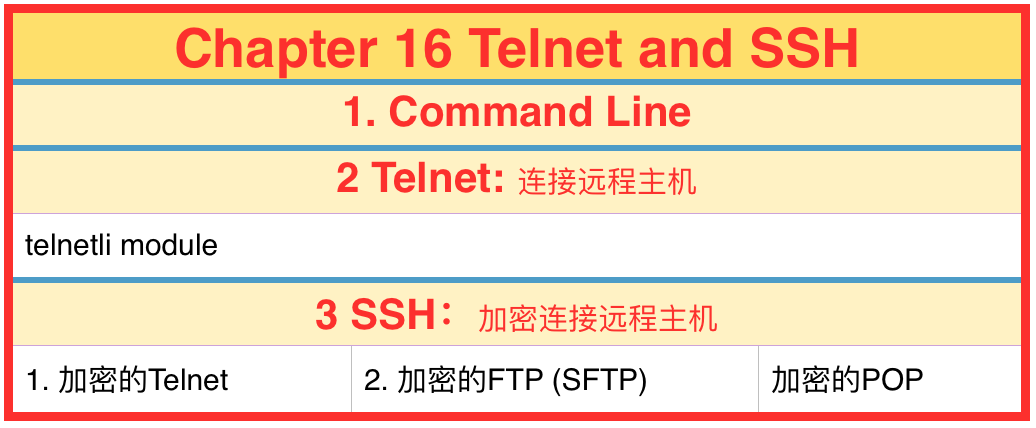 Chapter 16 Telnet and SSH
1. Command Line
2 Telnet: 连接远程主机
telnetli module
3 SSH： 加密连接远程主机
1. 加密的Telnet
2. 加密的FTP (SFTP)
加密的POP